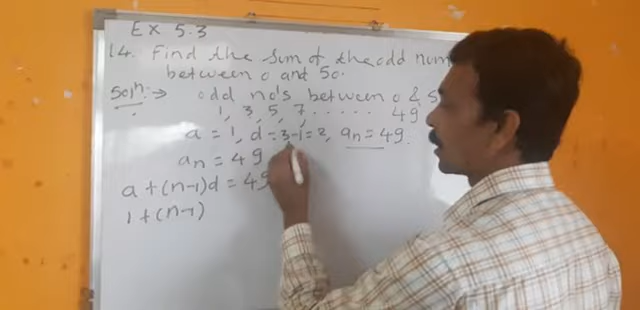 Ex 5.3
14. Find the sum of the odd num
between 0 and 50.
Soln:→ odd no's between 0 &
1, 3, 5, 7 ..... 49
a = 1, d = 3-1 = 2, an = 49.
an = 49
a + (n-1)d = 49
1 + (n-1)